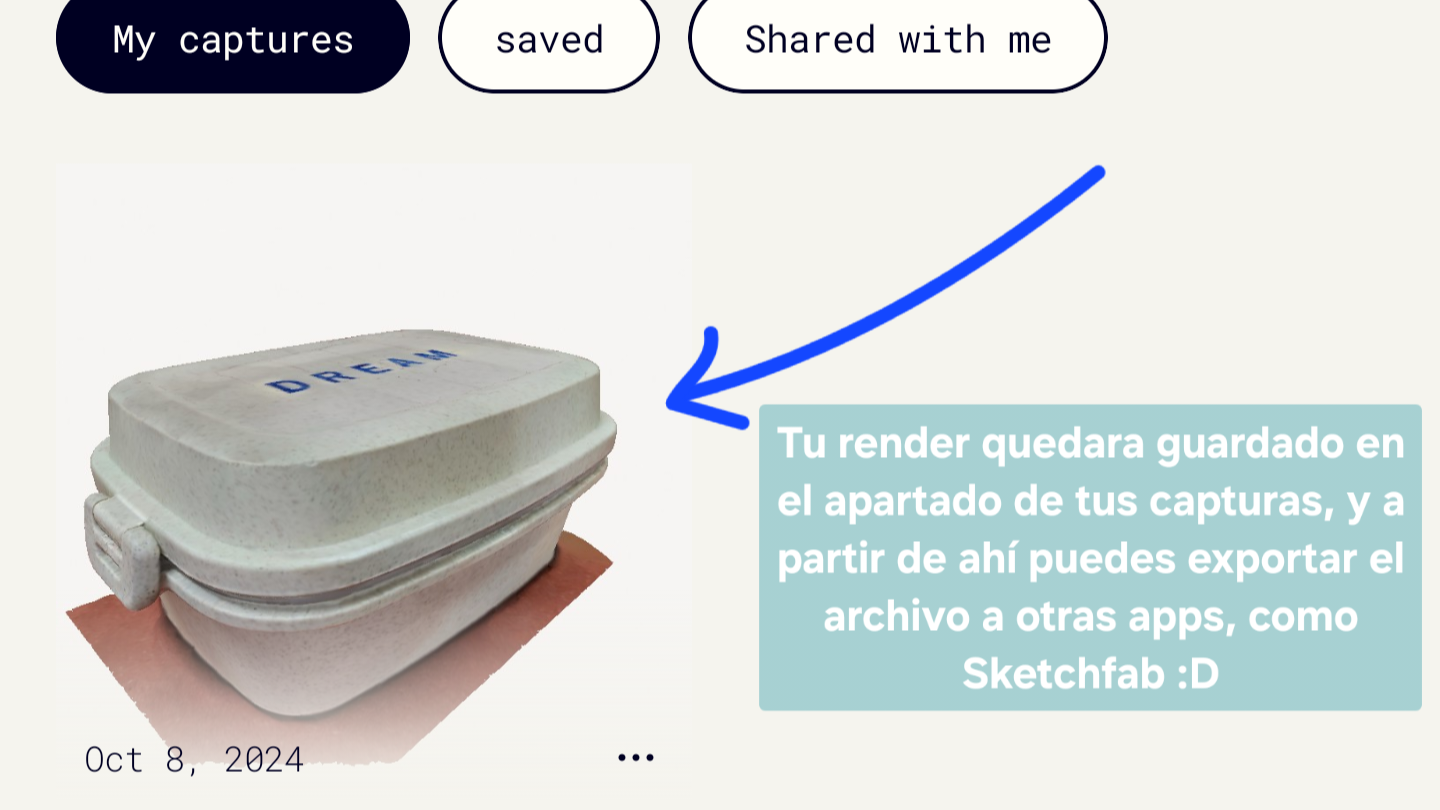 My captures
saved
Shared with me
DREAM
Tu render quedara guardado en
el apartado de tus capturas, y a
partir de ahí puedes exportar el
archivo a otras apps, como
Sketchfab :D
Oct 8, 2024